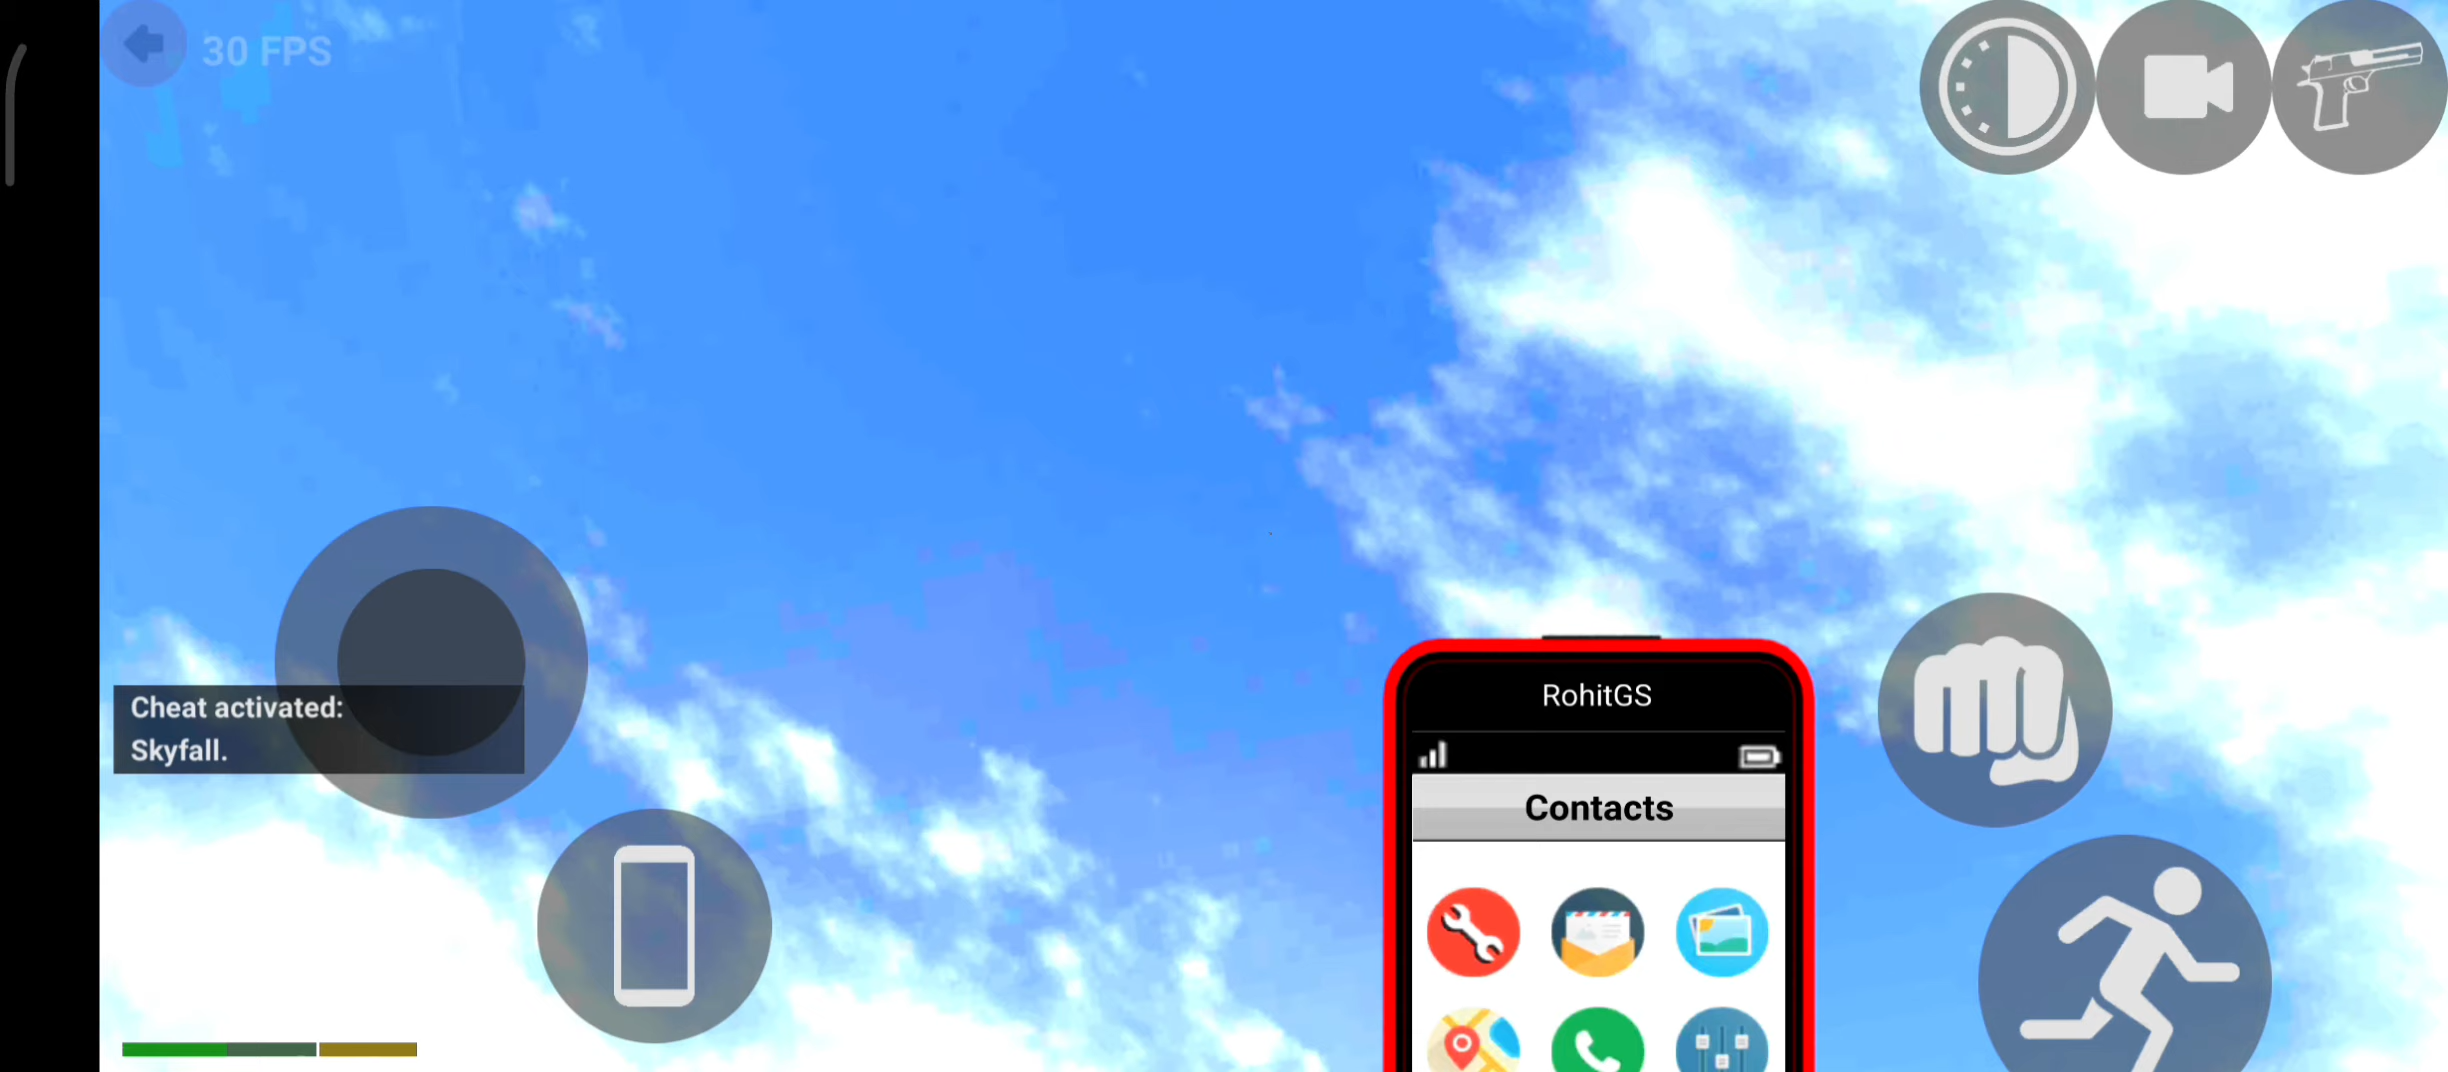 30 FPS
Cheat activated:
Skyfall.
RohitGS
Contacts